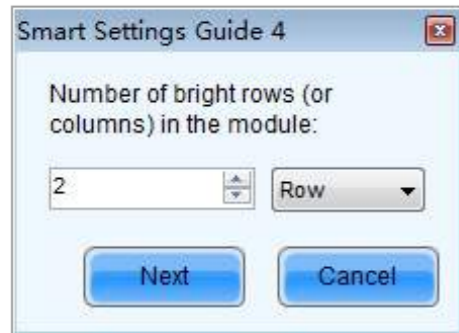 Smart Settings Guide 4
Number of bright rows (or
columns) in the module:
2 Row
Next Cancel